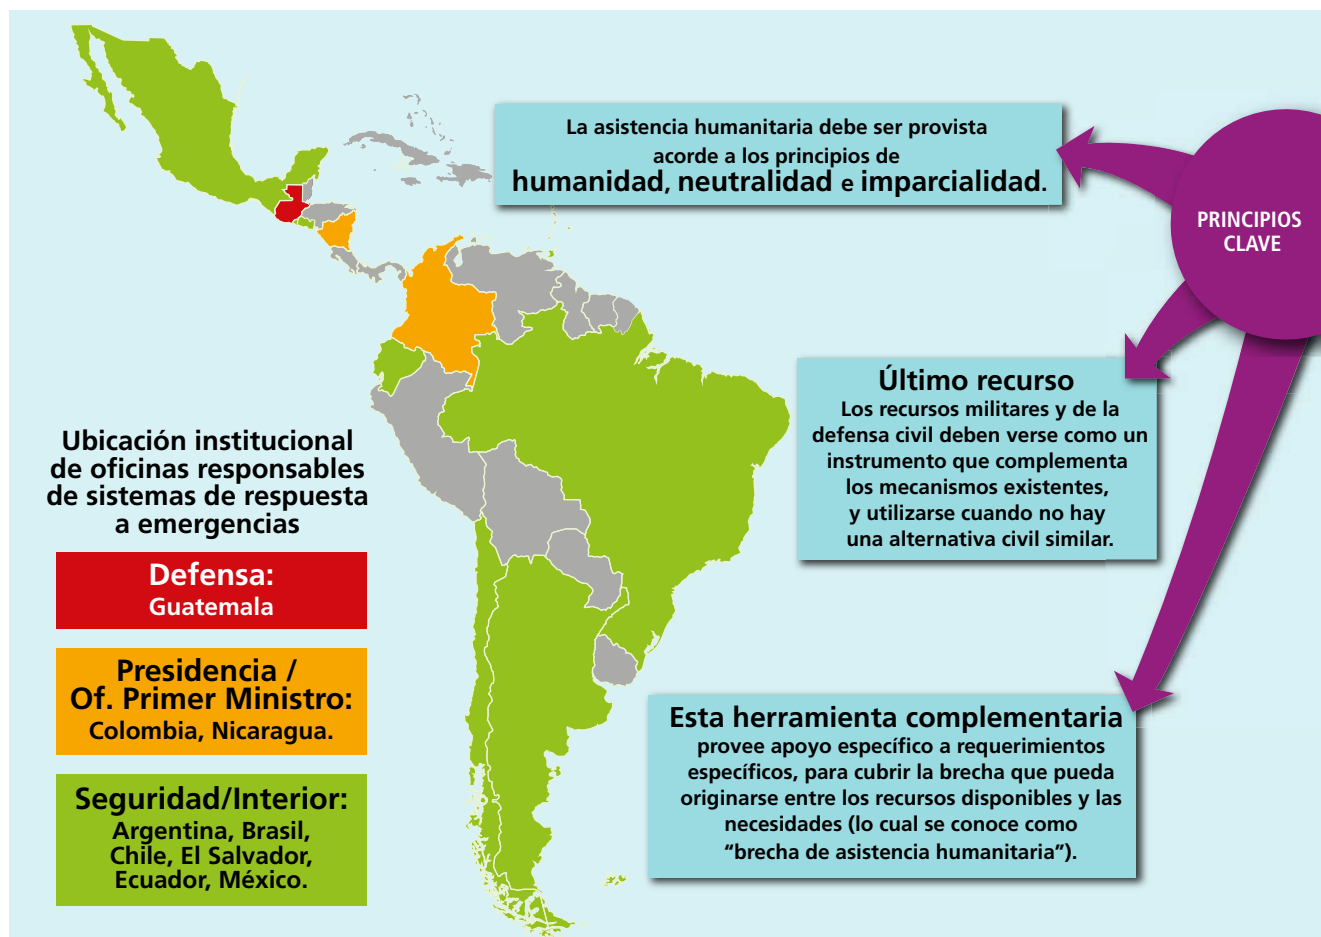 La asistencia humanitaria debe ser provista
acorde a los principios de
humanidad, neutralidad e imparcialidad.
PRINCIPIOS
CLAVE
Último recurso
Los recursos militares y de la
defensa civil deben verse como un
instrumento que complementa
los mecanismos existentes,
y utilizarse cuando no hay
una alternativa civil similar.
Ubicación institucional
de oficinas responsables
de sistemas de respuesta
a emergencias
Defensa:
Guatemala
Presidencia /
Of. Primer Ministro:
Colombia, Nicaragua.
Seguridad/Interior:
Argentina, Brasil,
Chile, El Salvador,
Ecuador, México.
Esta herramienta complementaria
provee apoyo específico a requerimientos
específicos, para cubrir la brecha que pueda
originarse entre los recursos disponibles y las
necesidades (lo cual se conoce como
“brecha de asistencia humanitaria”).